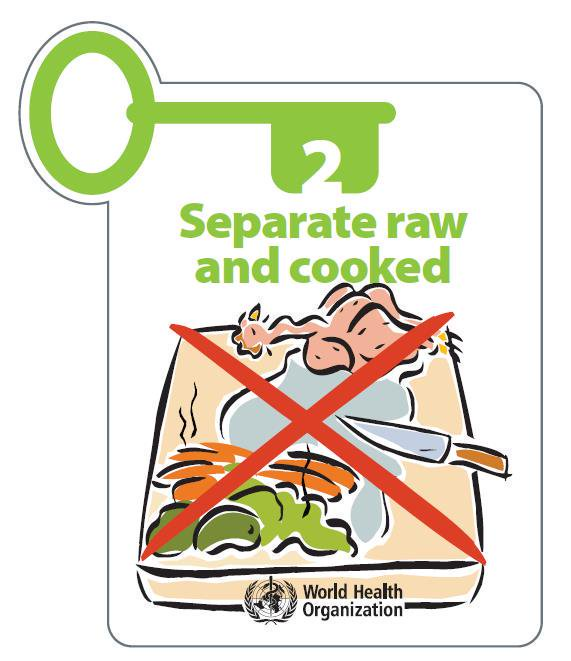 2
Separate raw
and cooked
World Health
Organization